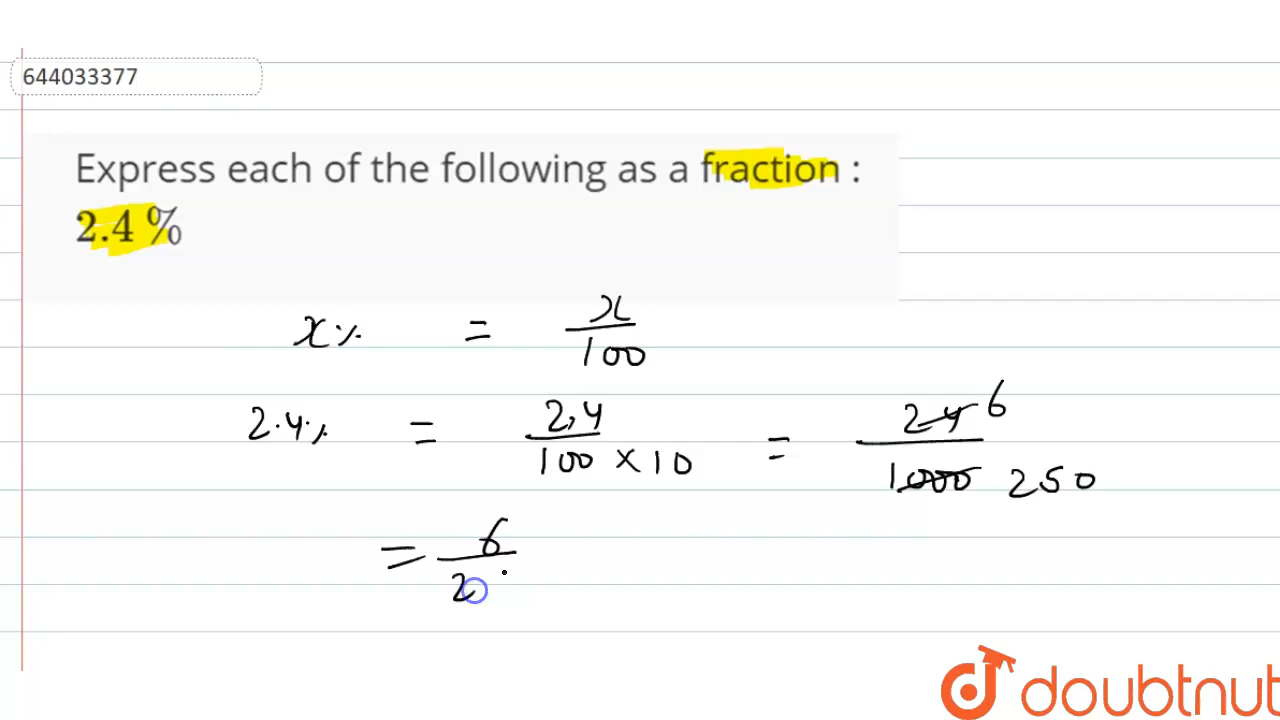 644033377
Express each of the following as a fraction :
2.4 %
x% = x/100
2.4% = 2.4/100 × 10 = 24/1000 6 250
= 6/2
doubtnut